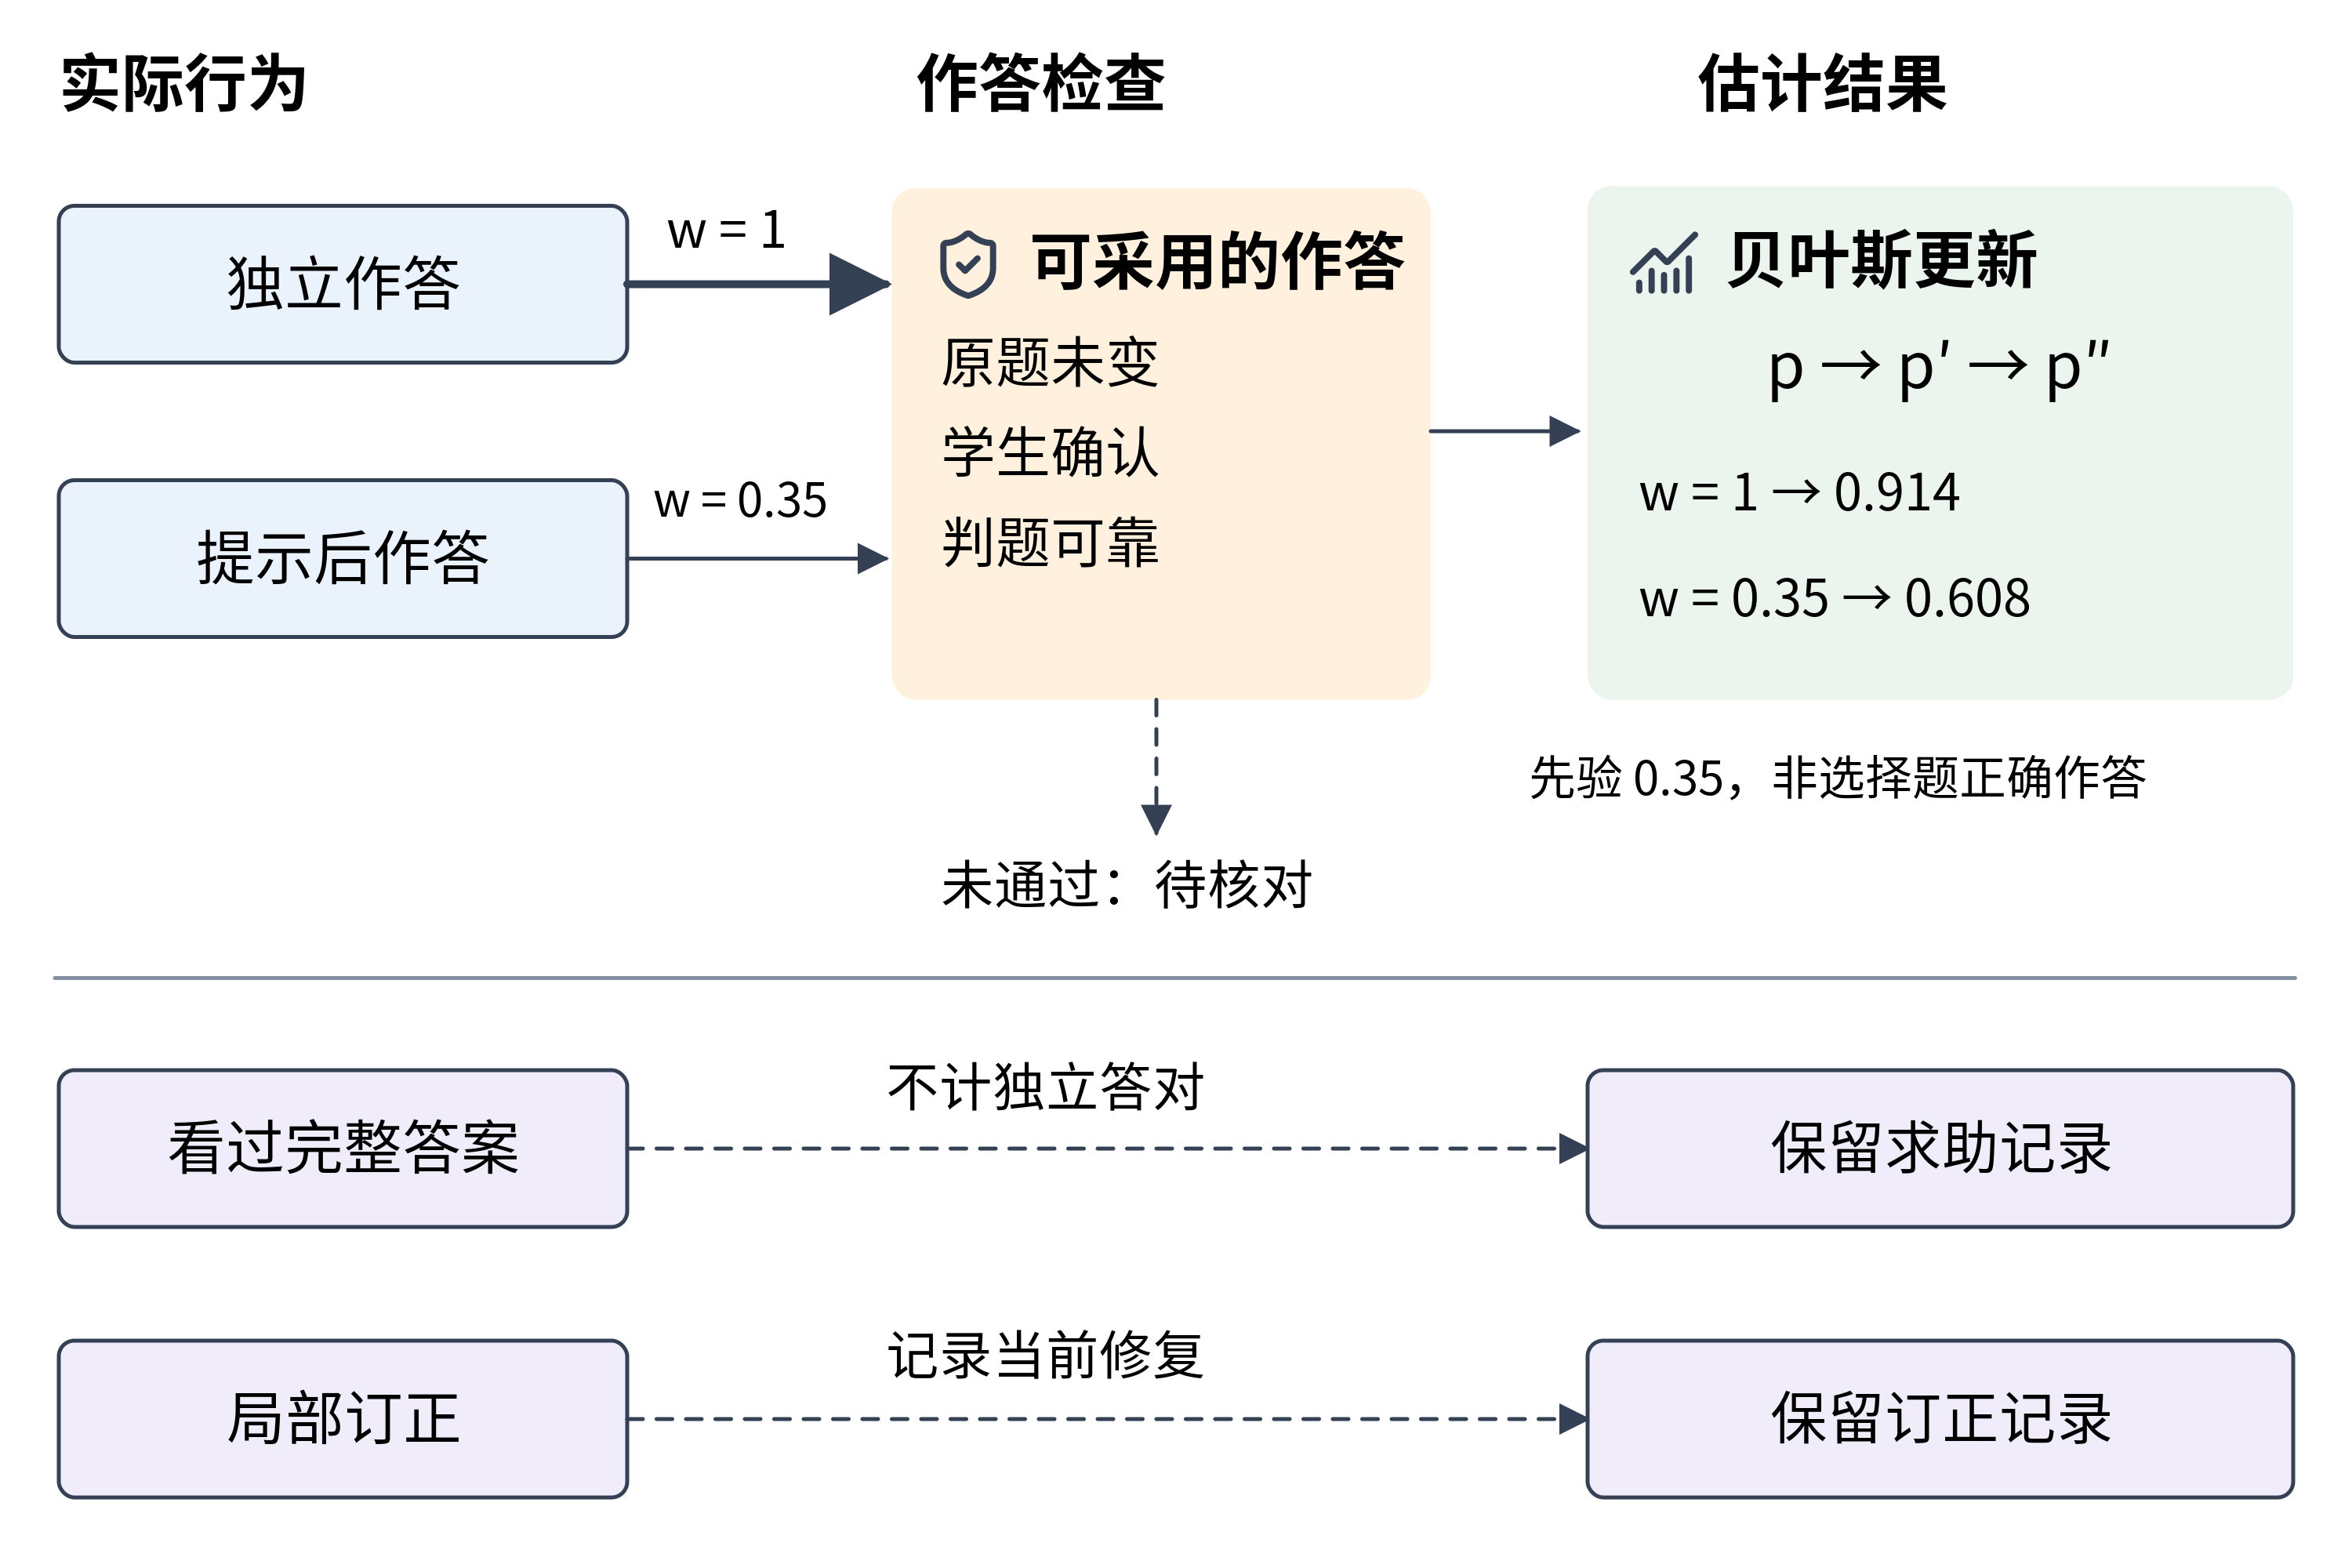 实际行为
作答检查
估计结果
独立作答
w = 1
可采用的作答
原题未变
学生确认
判题可靠
贝叶斯更新
p → p′ → p″
w = 1 → 0.914
w = 0.35 → 0.608
提示后作答
w = 0.35
先验 0.35，非选择题正确作答
未通过：待核对
看过完整答案
不计独立答对
保留求助记录
局部订正
记录当前修复
保留订正记录